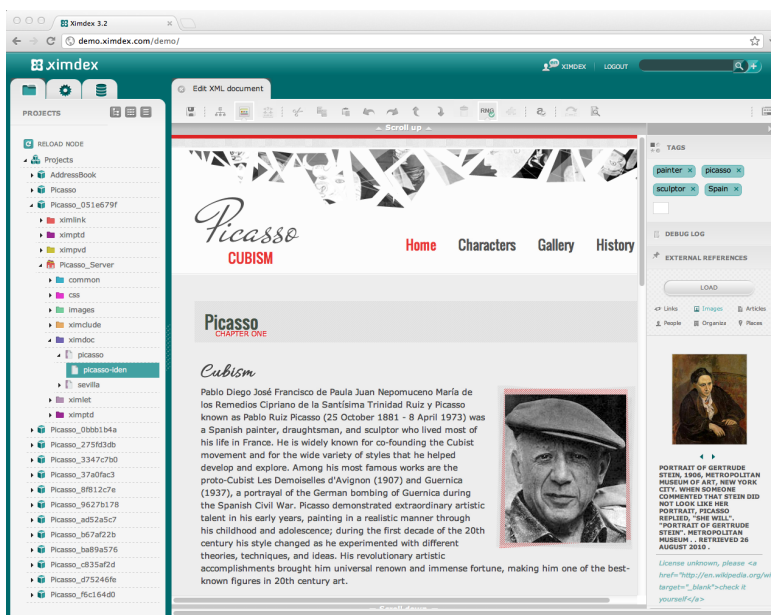 Ximdex 3.2
demo.ximdex.com/demo/
ximdex
XIMDEX
LOGOUT
Edit XML document
PROJECTS
RELOAD NODE
Projects
AddressBook
Picasso
Picasso_051e679f
ximlink
ximptd
ximpvd
Picasso_Server
common
css
images
ximclude
ximdoc
picasso
picasso-iden
sevilla
ximlet
ximptd
Picasso_0bbb1b4a
Picasso_275fd3db
Picasso_3347c7b0
Picasso_37a0fac3
Picasso_8f812c7e
Picasso_9627b178
Picasso_ad52a5c7
Picasso_b67af22b
Picasso_ba89a576
Picasso_c835af2d
Picasso_d75246fe
Picasso_f6c164d0
RMG
Scroll up
Picasso
CUBISM
Home Characters Gallery History
Picasso
CHAPTER ONE
Cubism
Pablo Diego José Francisco de Paula Juan Nepomuceno María de
los Remedios Cipriano de la Santísima Trinidad Ruiz y Picasso
known as Pablo Ruiz Picasso (25 October 1881 - 8 April 1973) was
a Spanish painter, draughtsman, and sculptor who lived most of
his life in France. He is widely known for co-founding the Cubist
movement and for the wide variety of styles that he helped
develop and explore. Among his most famous works are the
proto-Cubist Les Demoiselles d'Avignon (1907) and Guernica
(1937), a portrayal of the German bombing of Guernica during
the Spanish Civil War. Picasso demonstrated extraordinary artistic
talent in his early years, painting in a realistic manner through
his childhood and adolescence; during the first decade of the 20th
century his style changed as he experimented with different
theories, techniques, and ideas. His revolutionary artistic
accomplishments brought him universal renown and immense fortune, making him one of the best-
known figures in 20th century art.
Scroll down
TAGS
painter × picasso ×
sculptor × Spain ×
DEBUG LOG
EXTERNAL REFERENCES
LOAD
Links Images Articles
People Organiza Places
PORTRAIT OF GERTRUDE
STEIN, 1906, METROPOLITAN
MUSEUM OF ART, NEW YORK
CITY. WHEN SOMEONE
COMMENTED THAT STEIN DID
NOT LOOK LIKE HER
PORTRAIT, PICASSO
REPLIED, "SHE WILL".
"PORTRAIT OF GERTRUDE
STEIN". METROPOLITAN
MUSEUM . . RETRIEVED 26
AUGUST 2010 .
License unknown, please <a
href="http://en.wikipedia.org/wi
target="_blank">check it
yourself</a>